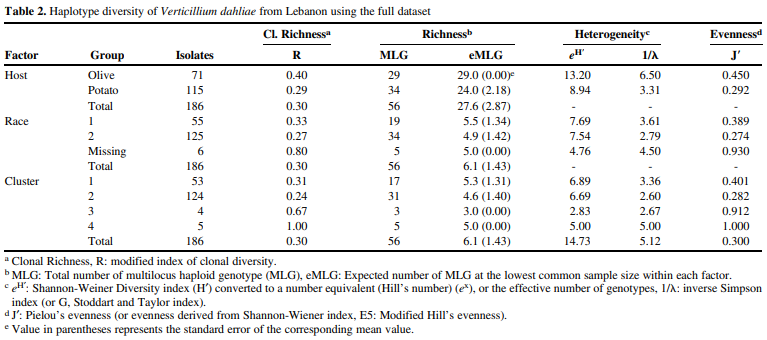 Table 2. Haplotype diversity of Verticillium dahliae from Lebanon using the full dataset
Cl. Richnessᵃ Richnessᵇ Heterogeneityᶜ Evennessᵈ
Factor Group Isolates R MLG eMLG eᴴ′ 1/λ J′
Host Olive 71 0.40 29 29.0 (0.00)ᵉ 13.20 6.50 0.450
Potato 115 0.29 34 24.0 (2.18) 8.94 3.31 0.292
Total 186 0.30 56 27.6 (2.87) - - -
Race 1 55 0.33 19 5.5 (1.34) 7.69 3.61 0.389
2 125 0.27 34 4.9 (1.42) 7.54 2.79 0.274
Missing 6 0.80 5 5.0 (0.00) 4.76 4.50 0.930
Total 186 0.30 56 6.1 (1.43) - - -
Cluster 1 53 0.31 17 5.3 (1.31) 6.89 3.36 0.401
2 124 0.24 31 4.6 (1.40) 6.69 2.60 0.282
3 4 0.67 3 3.0 (0.00) 2.83 2.67 0.912
4 5 1.00 5 5.0 (0.00) 5.00 5.00 1.000
Total 186 0.30 56 6.1 (1.43) 14.73 5.12 0.300
ᵃ Clonal Richness, R: modified index of clonal diversity.
ᵇ MLG: Total number of multilocus haploid genotype (MLG), eMLG: Expected number of MLG at the lowest common sample size within each factor.
ᶜ eᴴ′: Shannon-Weiner Diversity index (H′) converted to a number equivalent (Hill's number) (eˣ), or the effective number of genotypes, 1/λ: inverse Simpson
index (or G, Stoddart and Taylor index).
ᵈ J′: Pielou's evenness (or evenness derived from Shannon-Wiener index, E5: Modified Hill's evenness).
ᵉ Value in parentheses represents the standard error of the corresponding mean value.